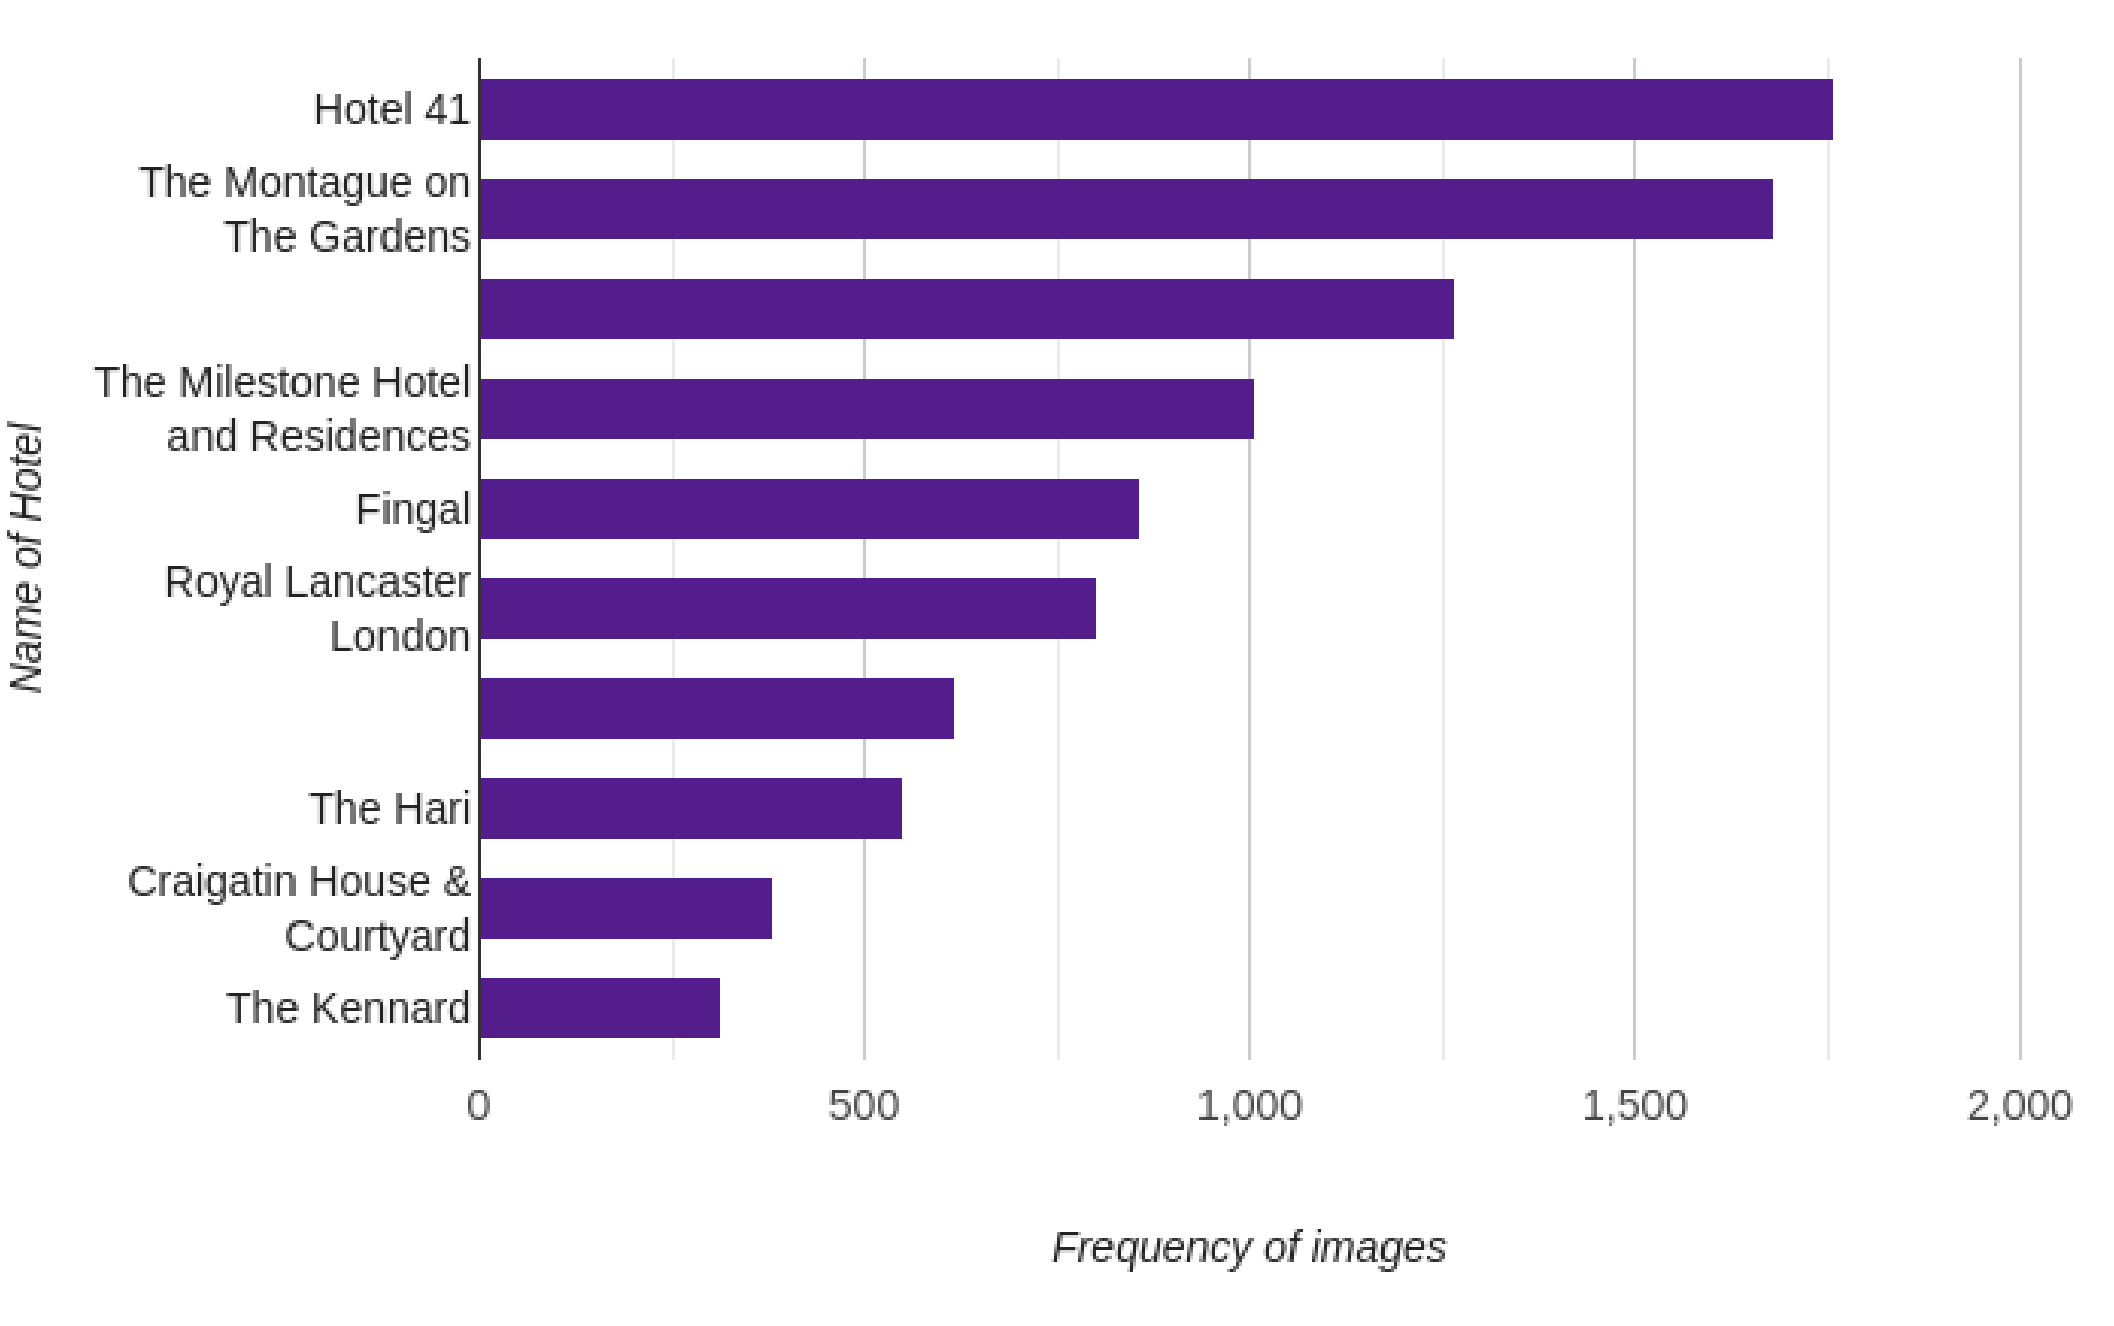 Hotel 41
The Montague on
The Gardens
The Milestone Hotel
and Residences
Fingal
Royal Lancaster
London
The Hari
Craigatin House &
Courtyard
The Kennard
Name of Hotel
0 500 1,000 1,500 2,000
Frequency of images